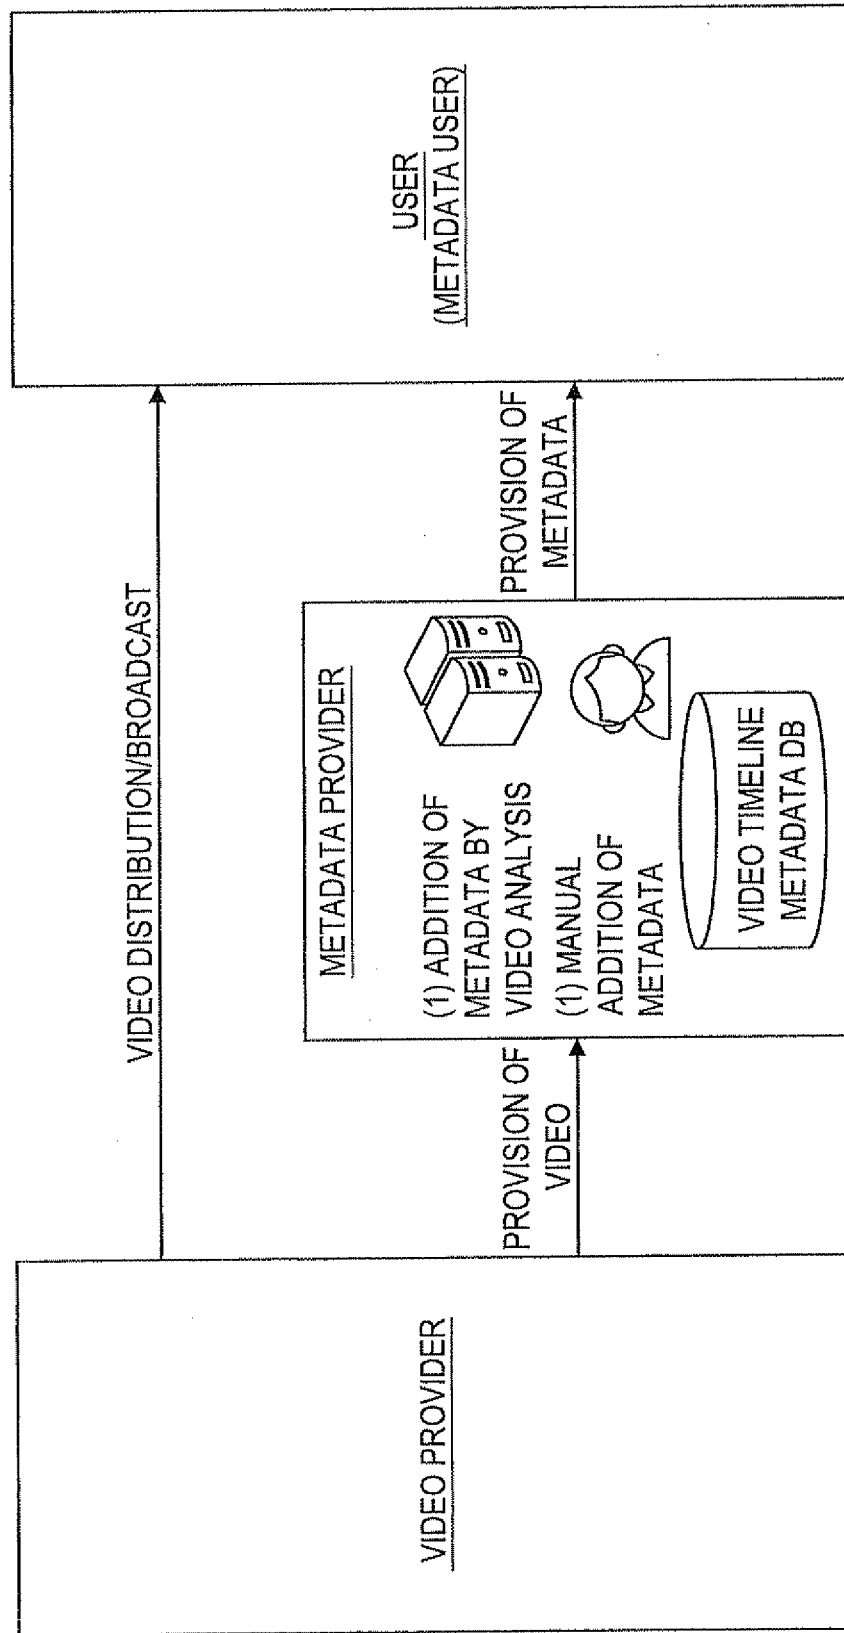 VIDEO PROVIDER
VIDEO DISTRIBUTION/BROADCAST
PROVISION OF
VIDEO
METADATA PROVIDER
(1) ADDITION OF
METADATA BY
VIDEO ANALYSIS
(1) MANUAL
ADDITION OF
METADATA
VIDEO TIMELINE
METADATA DB
PROVISION OF
METADATA
USER
(METADATA USER)